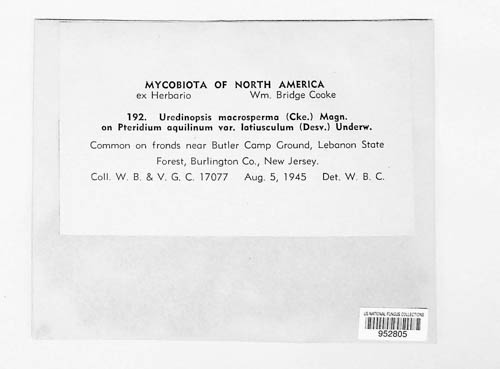 MYCOBIOTA OF NORTH AMERICA
ex Herbario Wm. Bridge Cooke
192. Uredinopsis macrosperma (Cke.) Magn.
on Pteridium aquilinum var. latiusculum (Desv.) Underw.
Common on fronds near Butler Camp Ground, Lebanon State
Forest, Burlington Co., New Jersey.
Coll. W. B. & V. G. C. 17077 Aug. 5, 1945 Det. W. B. C.
US NATIONAL FUNGUS COLLECTIONS
952805